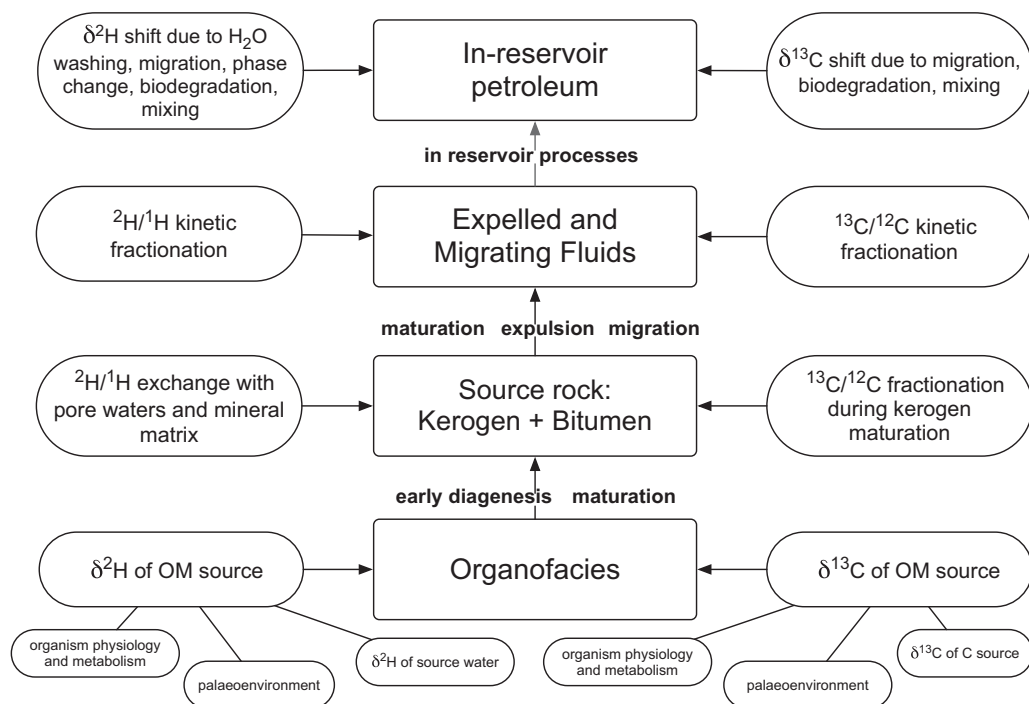 δ²H shift due to H₂O
washing, migration, phase
change, biodegradation,
mixing
In-reservoir
petroleum
δ¹³C shift due to migration,
biodegradation, mixing
in reservoir processes
²H/¹H kinetic
fractionation
Expelled and
Migrating Fluids
¹³C/¹²C kinetic
fractionation
maturation expulsion migration
²H/¹H exchange with
pore waters and mineral
matrix
Source rock:
Kerogen + Bitumen
¹³C/¹²C fractionation
during kerogen
maturation
early diagenesis maturation
δ²H of OM source
Organofacies
δ¹³C of OM source
organism physiology
and metabolism
palaeoenvironment
δ²H of source water
organism physiology
and metabolism
palaeoenvironment
δ¹³C of C source